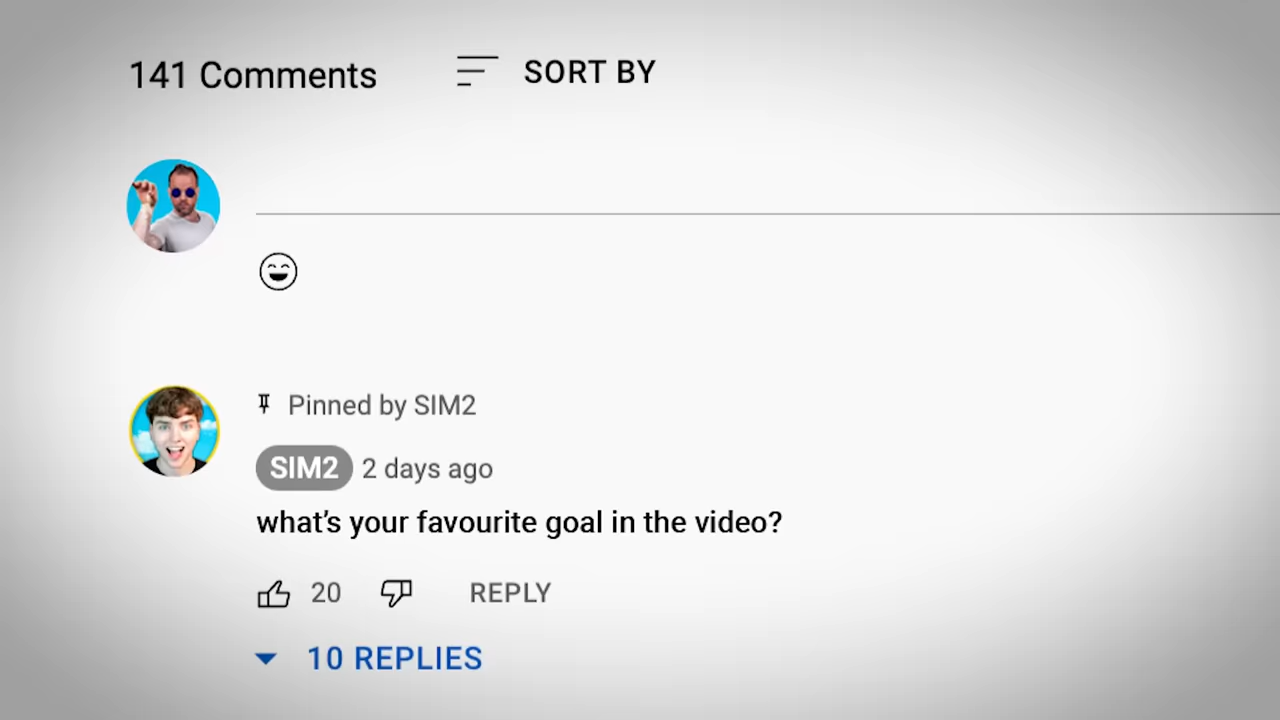 141 Comments
SORT BY
Pinned by SIM2
SIM2 2 days ago
what's your favourite goal in the video?
20
REPLY
10 REPLIES